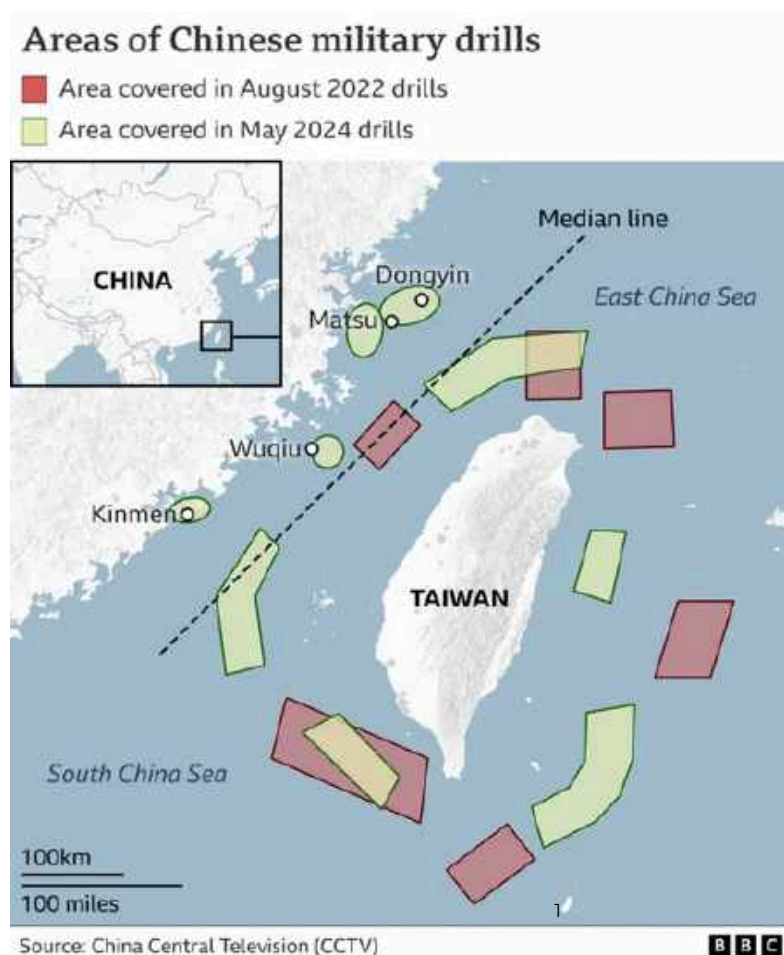 Areas of Chinese military drills
Area covered in August 2022 drills
Area covered in May 2024 drills
CHINA
Median line
East China Sea
Dongyin
Matsu
Wuqiu
Kinmen
TAIWAN
South China Sea
100km
100 miles
1
Source: China Central Television (CCTV)
BBC